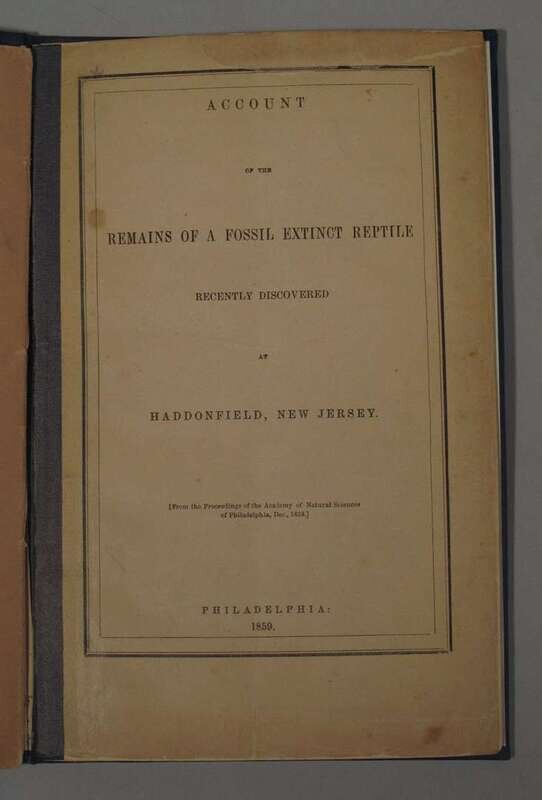 ACCOUNT
OF THE
REMAINS OF A FOSSIL EXTINCT REPTILE
RECENTLY DISCOVERED
AT
HADDONFIELD, NEW JERSEY.
[From the Proceedings of the Academy of Natural Sciences
of Philadelphia, Dec., 1858.]
PHILADELPHIA:
1859.